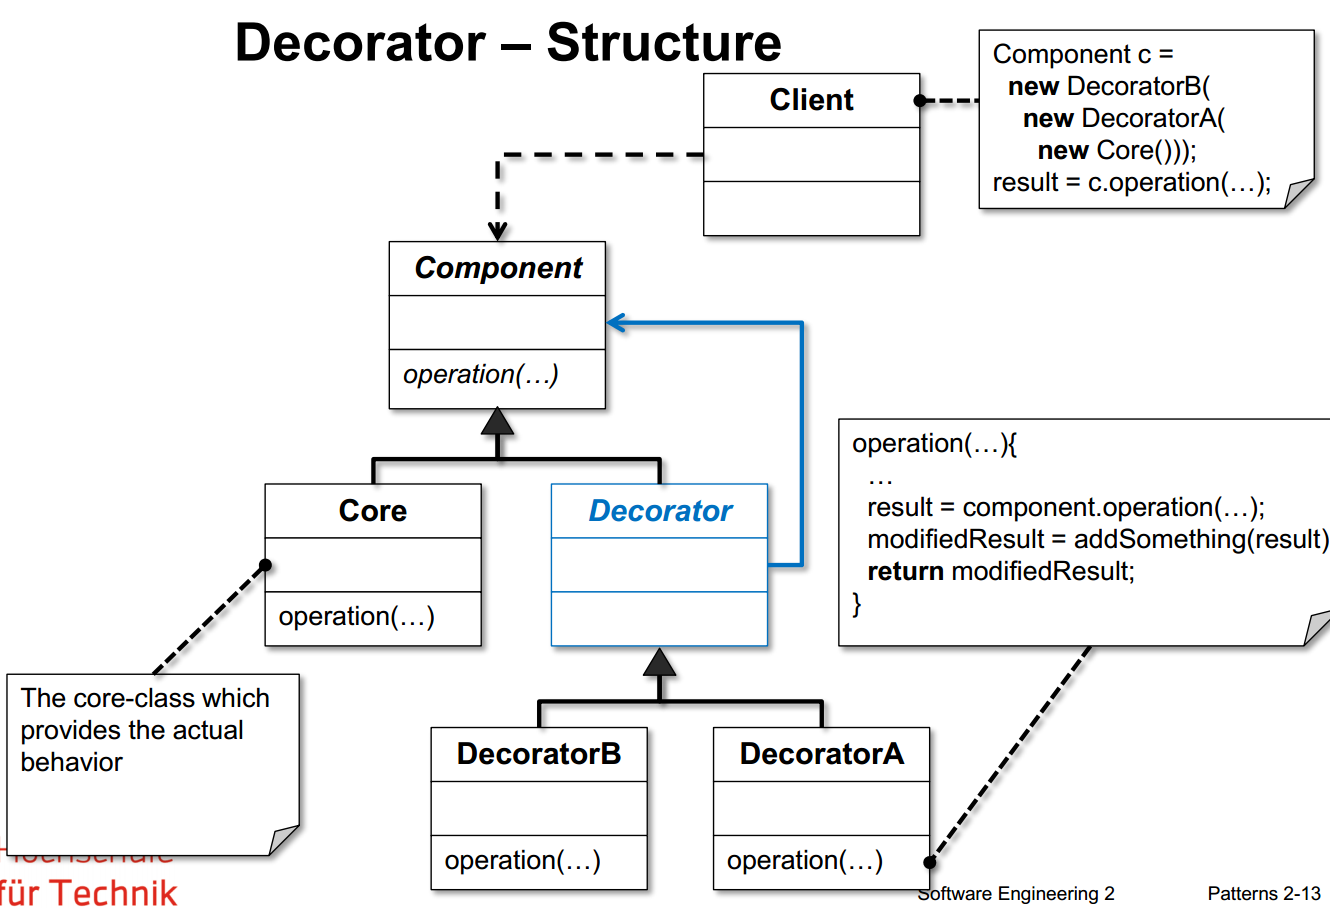 Decorator – Structure
Client
Component c =
new DecoratorB(
new DecoratorA(
new Core()));
result = c.operation(…);
Component
operation(…)
Core
operation(…)
Decorator
operation(…){
…
result = component.operation(…);
modifiedResult = addSomething(result)
return modifiedResult;
}
The core-class which
provides the actual
behavior
DecoratorB
operation(…)
DecoratorA
operation(…)
Hochschule
für Technik
Software Engineering 2
Patterns 2-13